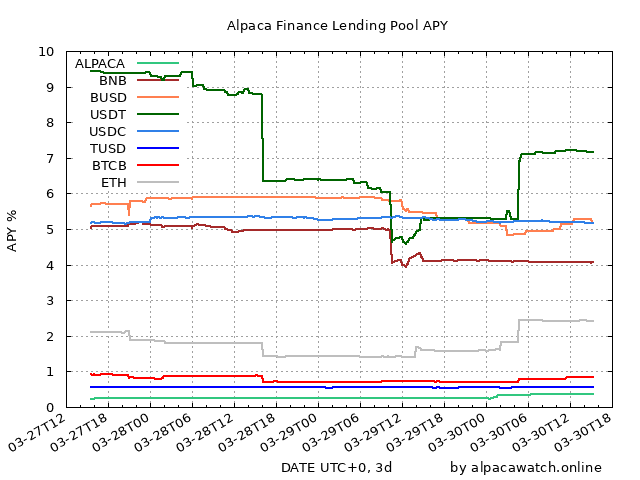 Alpaca Finance Lending Pool APY
APY %
10
9
8
7
6
5
4
3
2
1
0
ALPACA
BNB
BUSD
USDT
USDC
TUSD
BTCB
ETH
03-27T12
03-27T18
03-28T00
03-28T06
03-28T12
03-28T18
03-29T00
03-29T06
03-29T12
03-29T18
03-30T00
03-30T06
03-30T12
03-30T18
DATE UTC+0, 3d
by alpacawatch.online